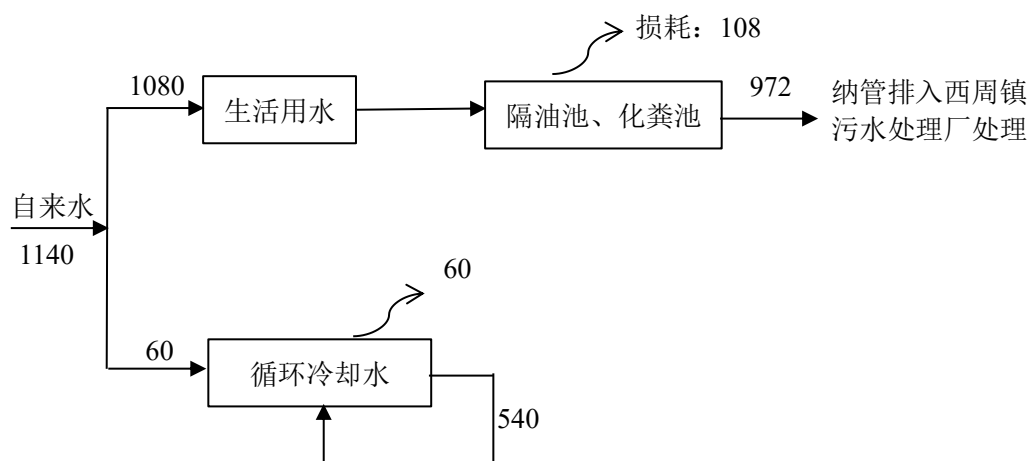 损耗：108
1080
生活用水
隔油池、化粪池
972
纳管排入西周镇
污水处理厂处理
自来水
1140
60
60
循环冷却水
540